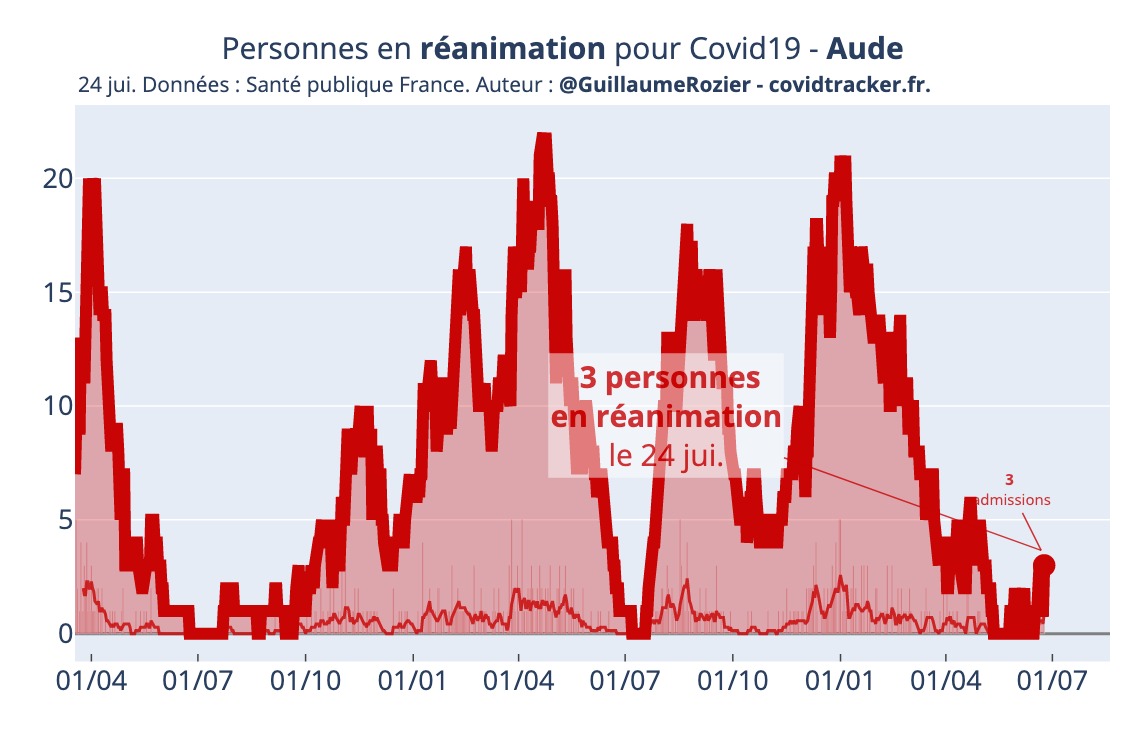 Personnes en réanimation pour Covid19 - Aude
24 jui. Données : Santé publique France. Auteur : @GuillaumeRozier - covidtracker.fr.
20
15
10
5
0
3 personnes
en réanimation
le 24 jui.
3
admissions
01/04 01/07 01/10 01/01 01/04 01/07 01/10 01/01 01/04 01/07